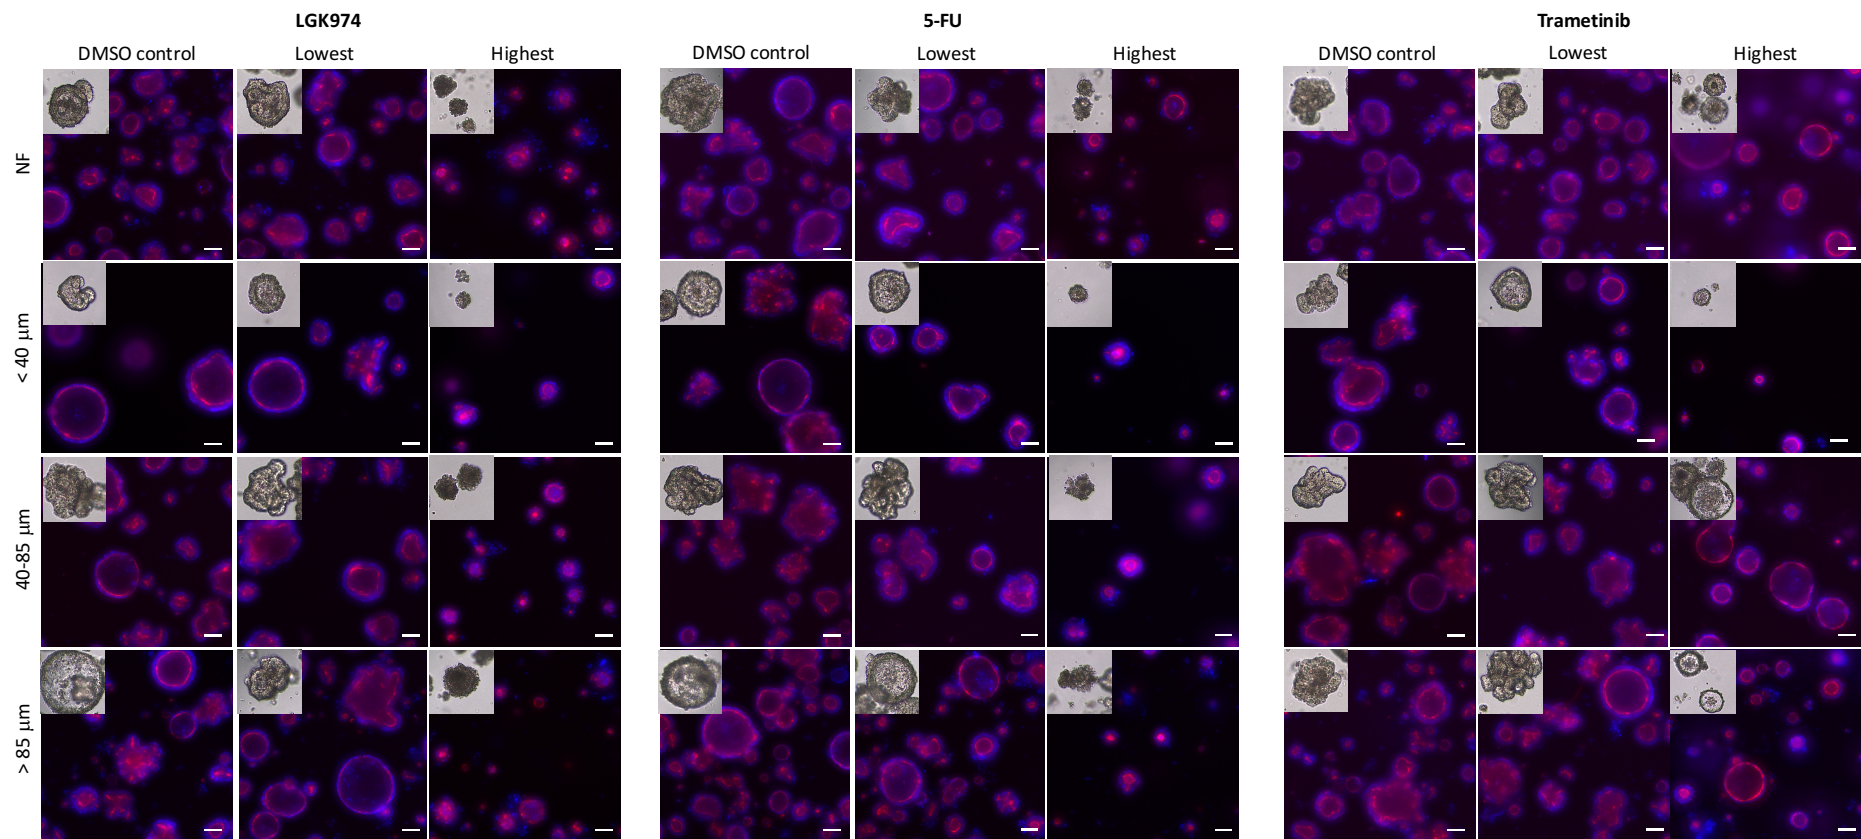 LGK974 5-FU Trametinib
DMSO control Lowest Highest DMSO control Lowest Highest DMSO control Lowest Highest
NF
< 40 µm
40-85 µm
> 85 µm